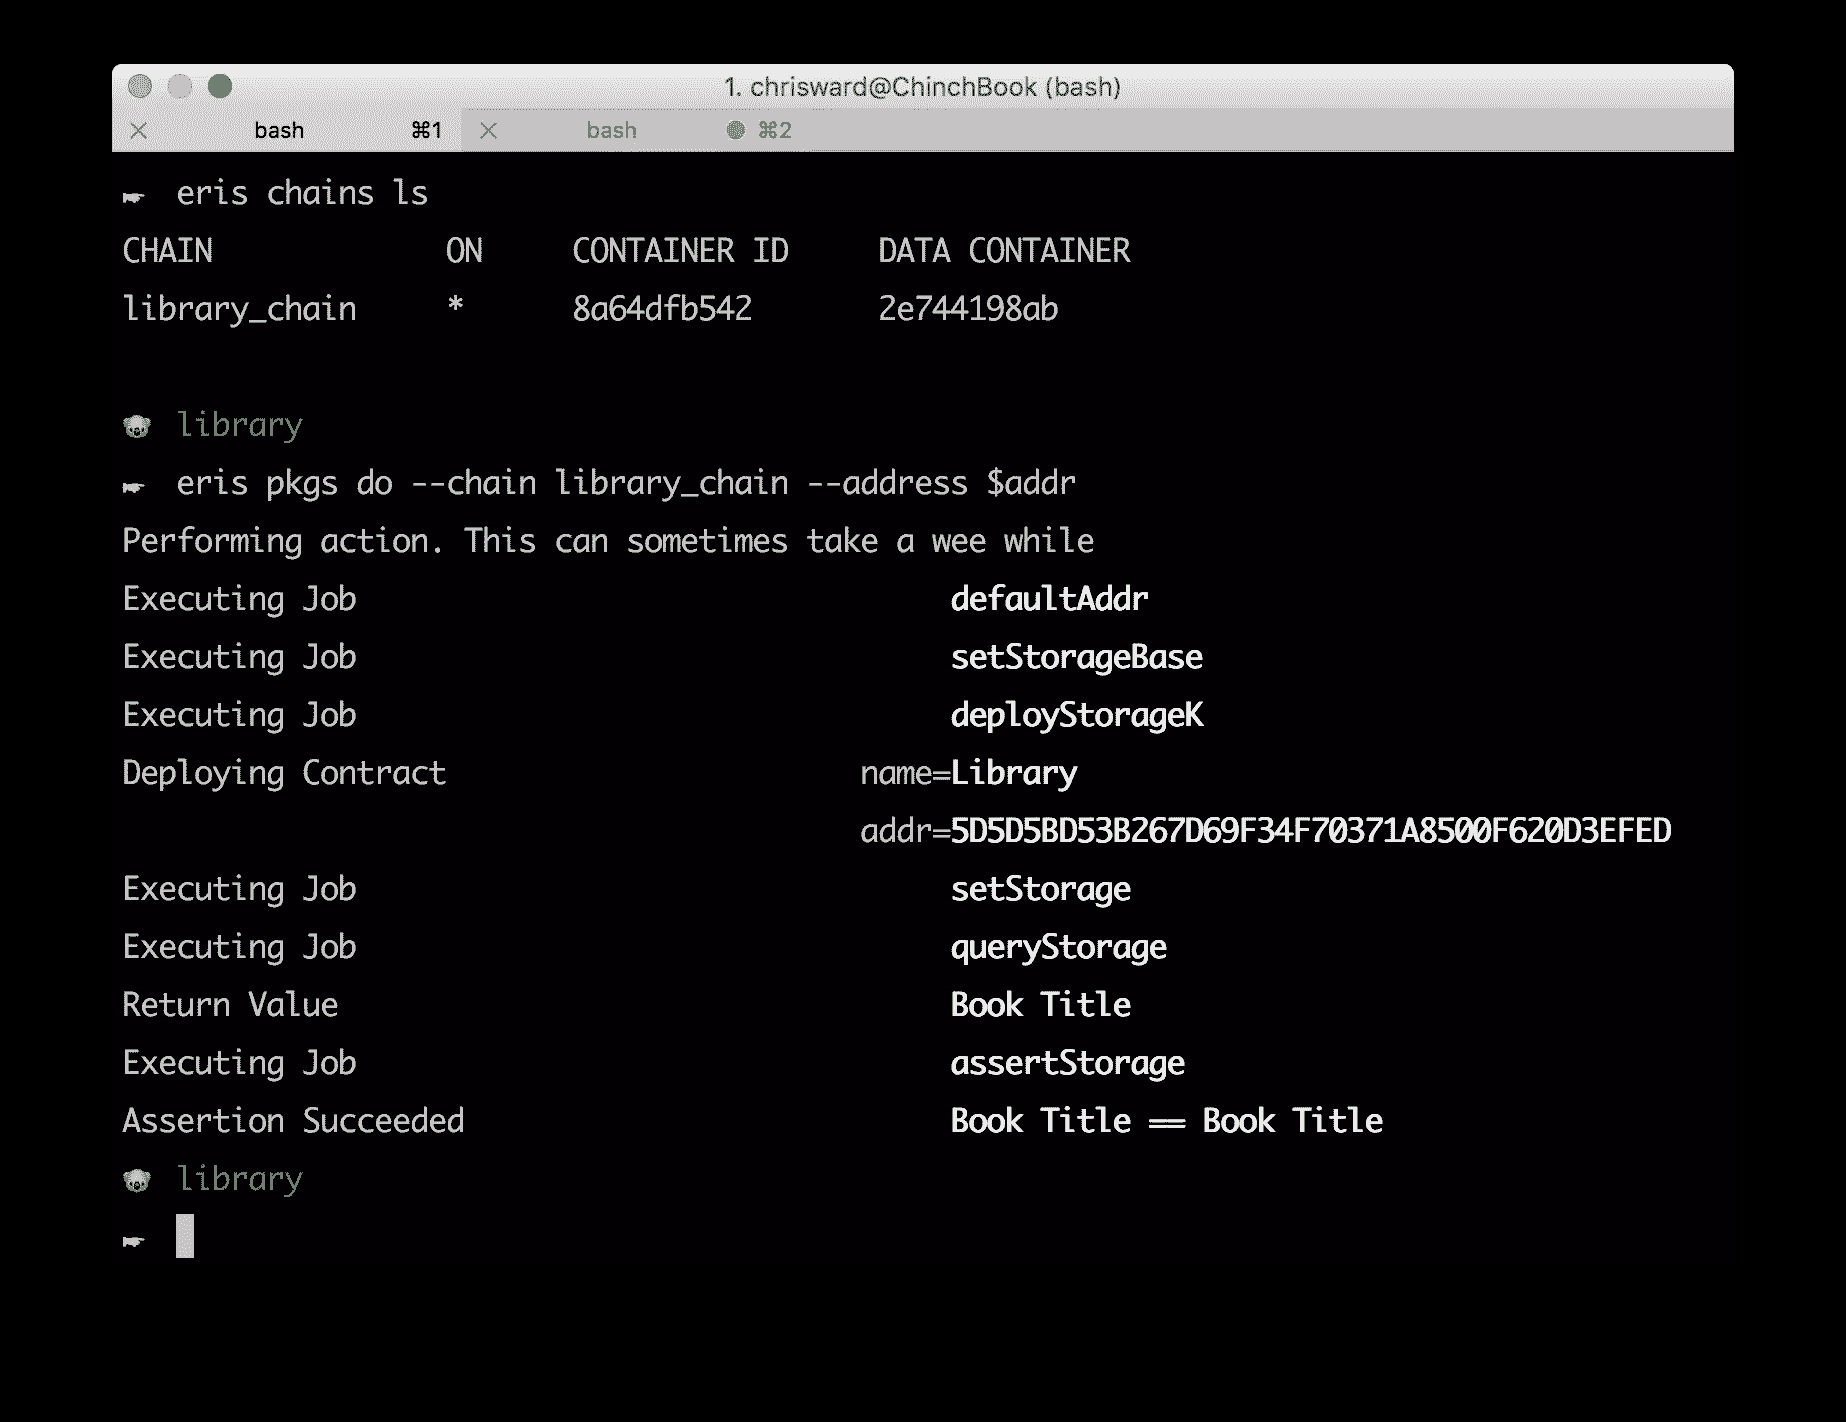 1. chrisward@ChinchBook (bash)
bash ⌘1 bash ⌘2
eris chains ls
CHAIN ON CONTAINER ID DATA CONTAINER
library_chain * 8a64dfb542 2e744198ab
library
eris pkgs do --chain library_chain --address $addr
Performing action. This can sometimes take a wee while
Executing Job defaultAddr
Executing Job setStorageBase
Executing Job deployStorageK
Deploying Contract name=Library
addr=5D5D5BD53B267D69F34F70371A8500F620D3EFED
Executing Job setStorage
Executing Job queryStorage
Return Value Book Title
Executing Job assertStorage
Assertion Succeeded Book Title == Book Title
library